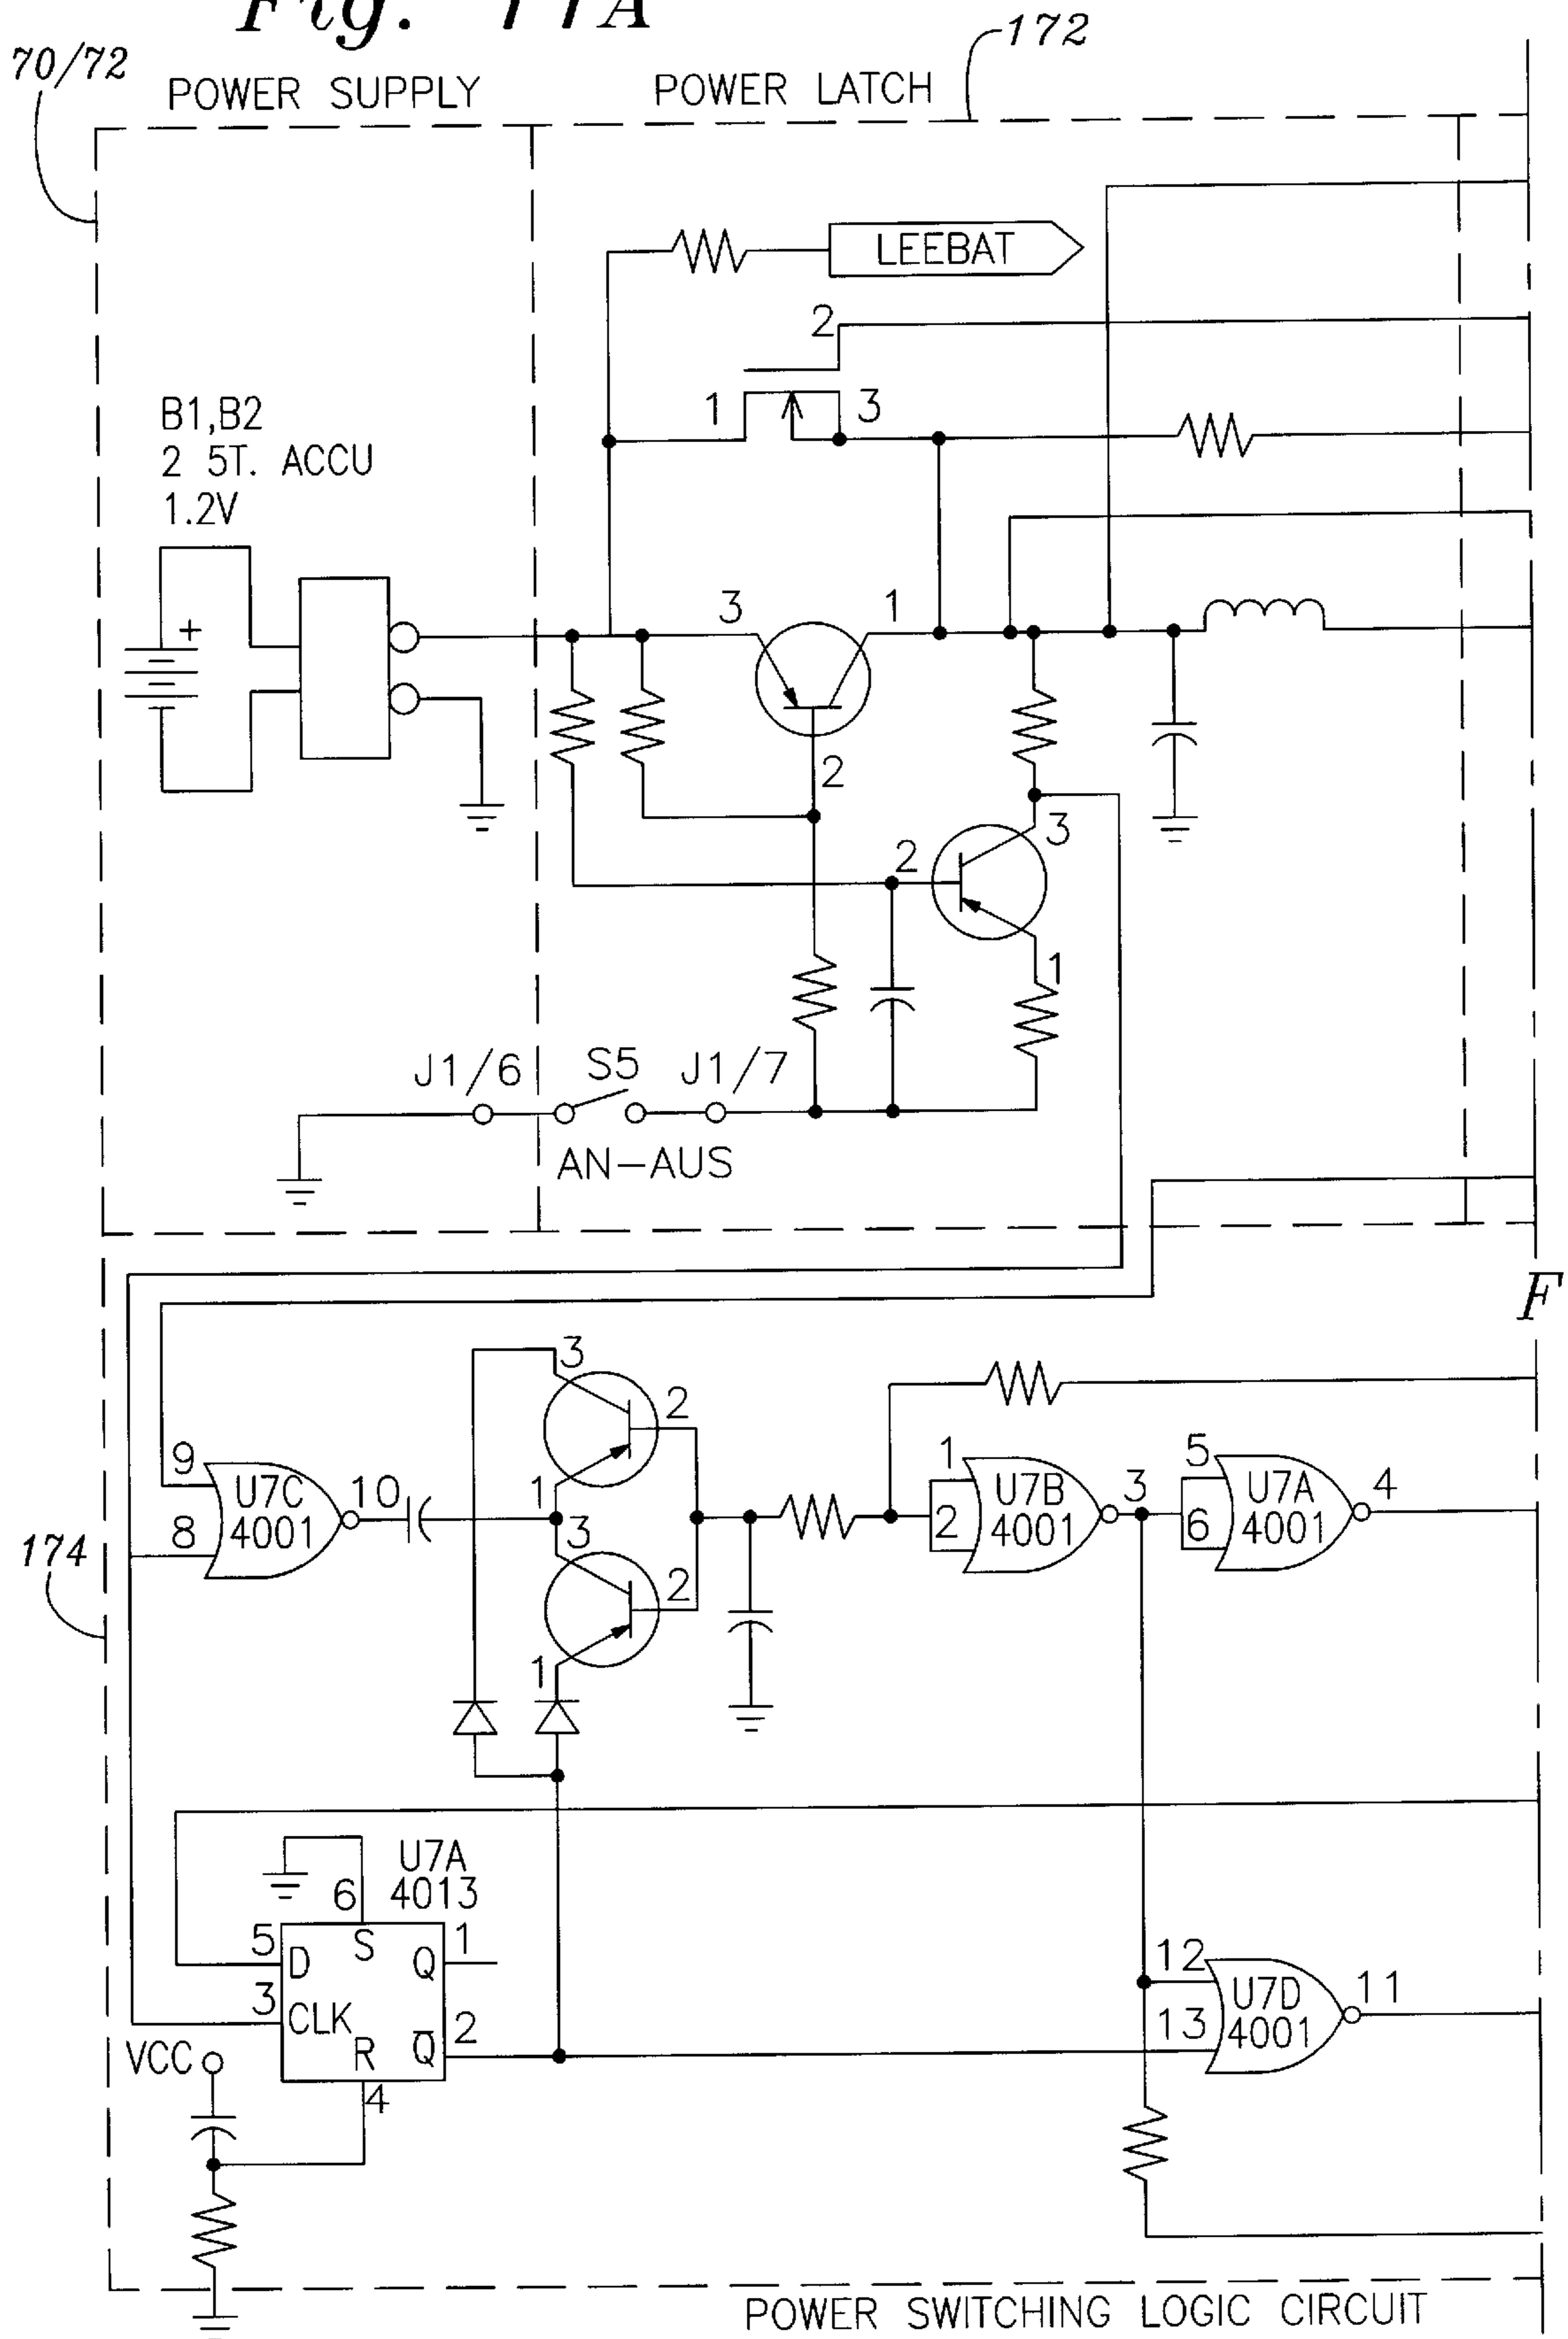 70/72
POWER SUPPLY
POWER LATCH
172
LEEBAT
2
1
3
B1,B2
2 5T. ACCU
1.2V
+
3
1
2
3
2
1
J1/6
S5
J1/7
AN-AUS
F
3
2
9
U7C
4001
10
8
1
3
2
1
1
2
U7B
4001
3
5
6
U7A
4001
4
174
U7A
4013
6
5
D
S
Q
1
3
CLK
R
Q̅
2
4
VCC
12
13
U7D
4001
11
POWER SWITCHING LOGIC CIRCUIT